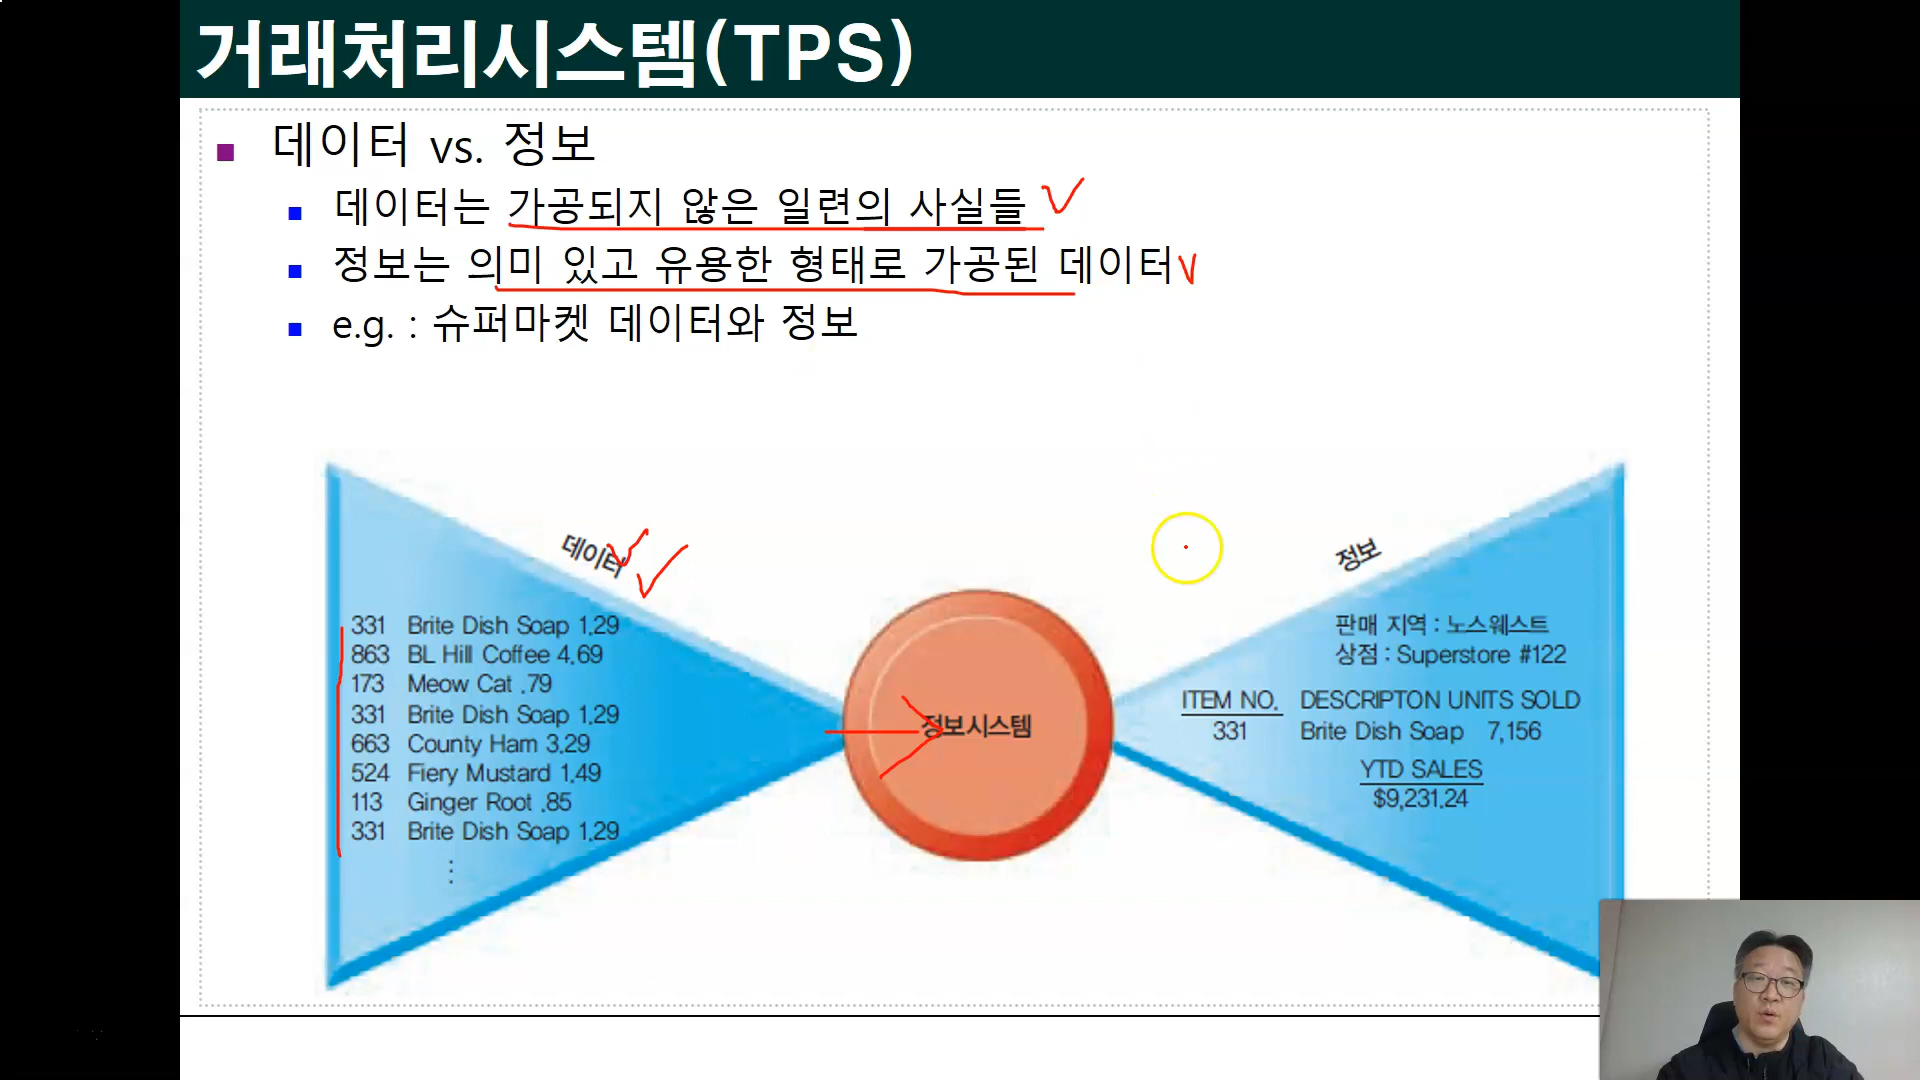 거래처리시스템(TPS)
데이터 vs. 정보
데이터는 가공되지 않은 일련의 사실들
정보는 의미 있고 유용한 형태로 가공된 데이터
e.g. : 슈퍼마켓 데이터와 정보
데이터
331 Brite Dish Soap 1.29
863 BL Hill Coffee 4.69
173 Meow Cat .79
331 Brite Dish Soap 1.29
663 County Ham 3.29
524 Fiery Mustard 1.49
113 Ginger Root .85
331 Brite Dish Soap 1.29
⋮
정보시스템
정보
판매 지역 : 노스웨스트
상점 : Superstore #122
ITEM NO. DESCRIPTON UNITS SOLD
331 Brite Dish Soap 7,156
YTD SALES
$9,231.24